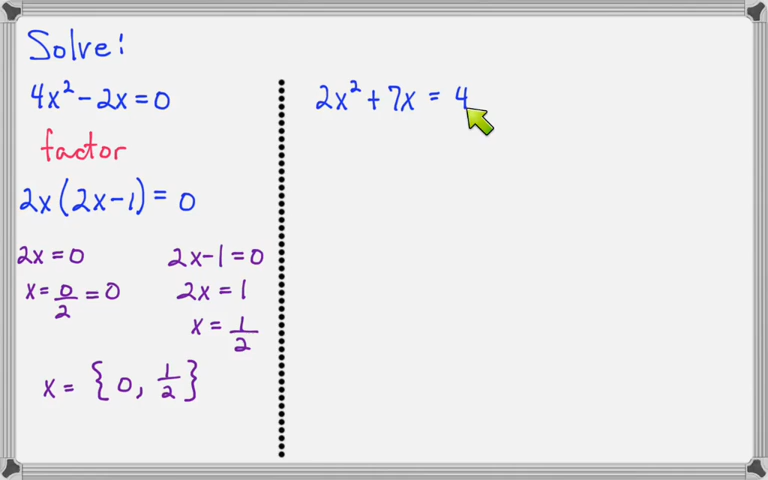 Solve:
4x² - 2x = 0
factor
2x(2x-1) = 0
2x = 0
x = 0/2 = 0
2x-1 = 0
2x = 1
x = 1/2
x = {0, 1/2}
2x² + 7x = 4